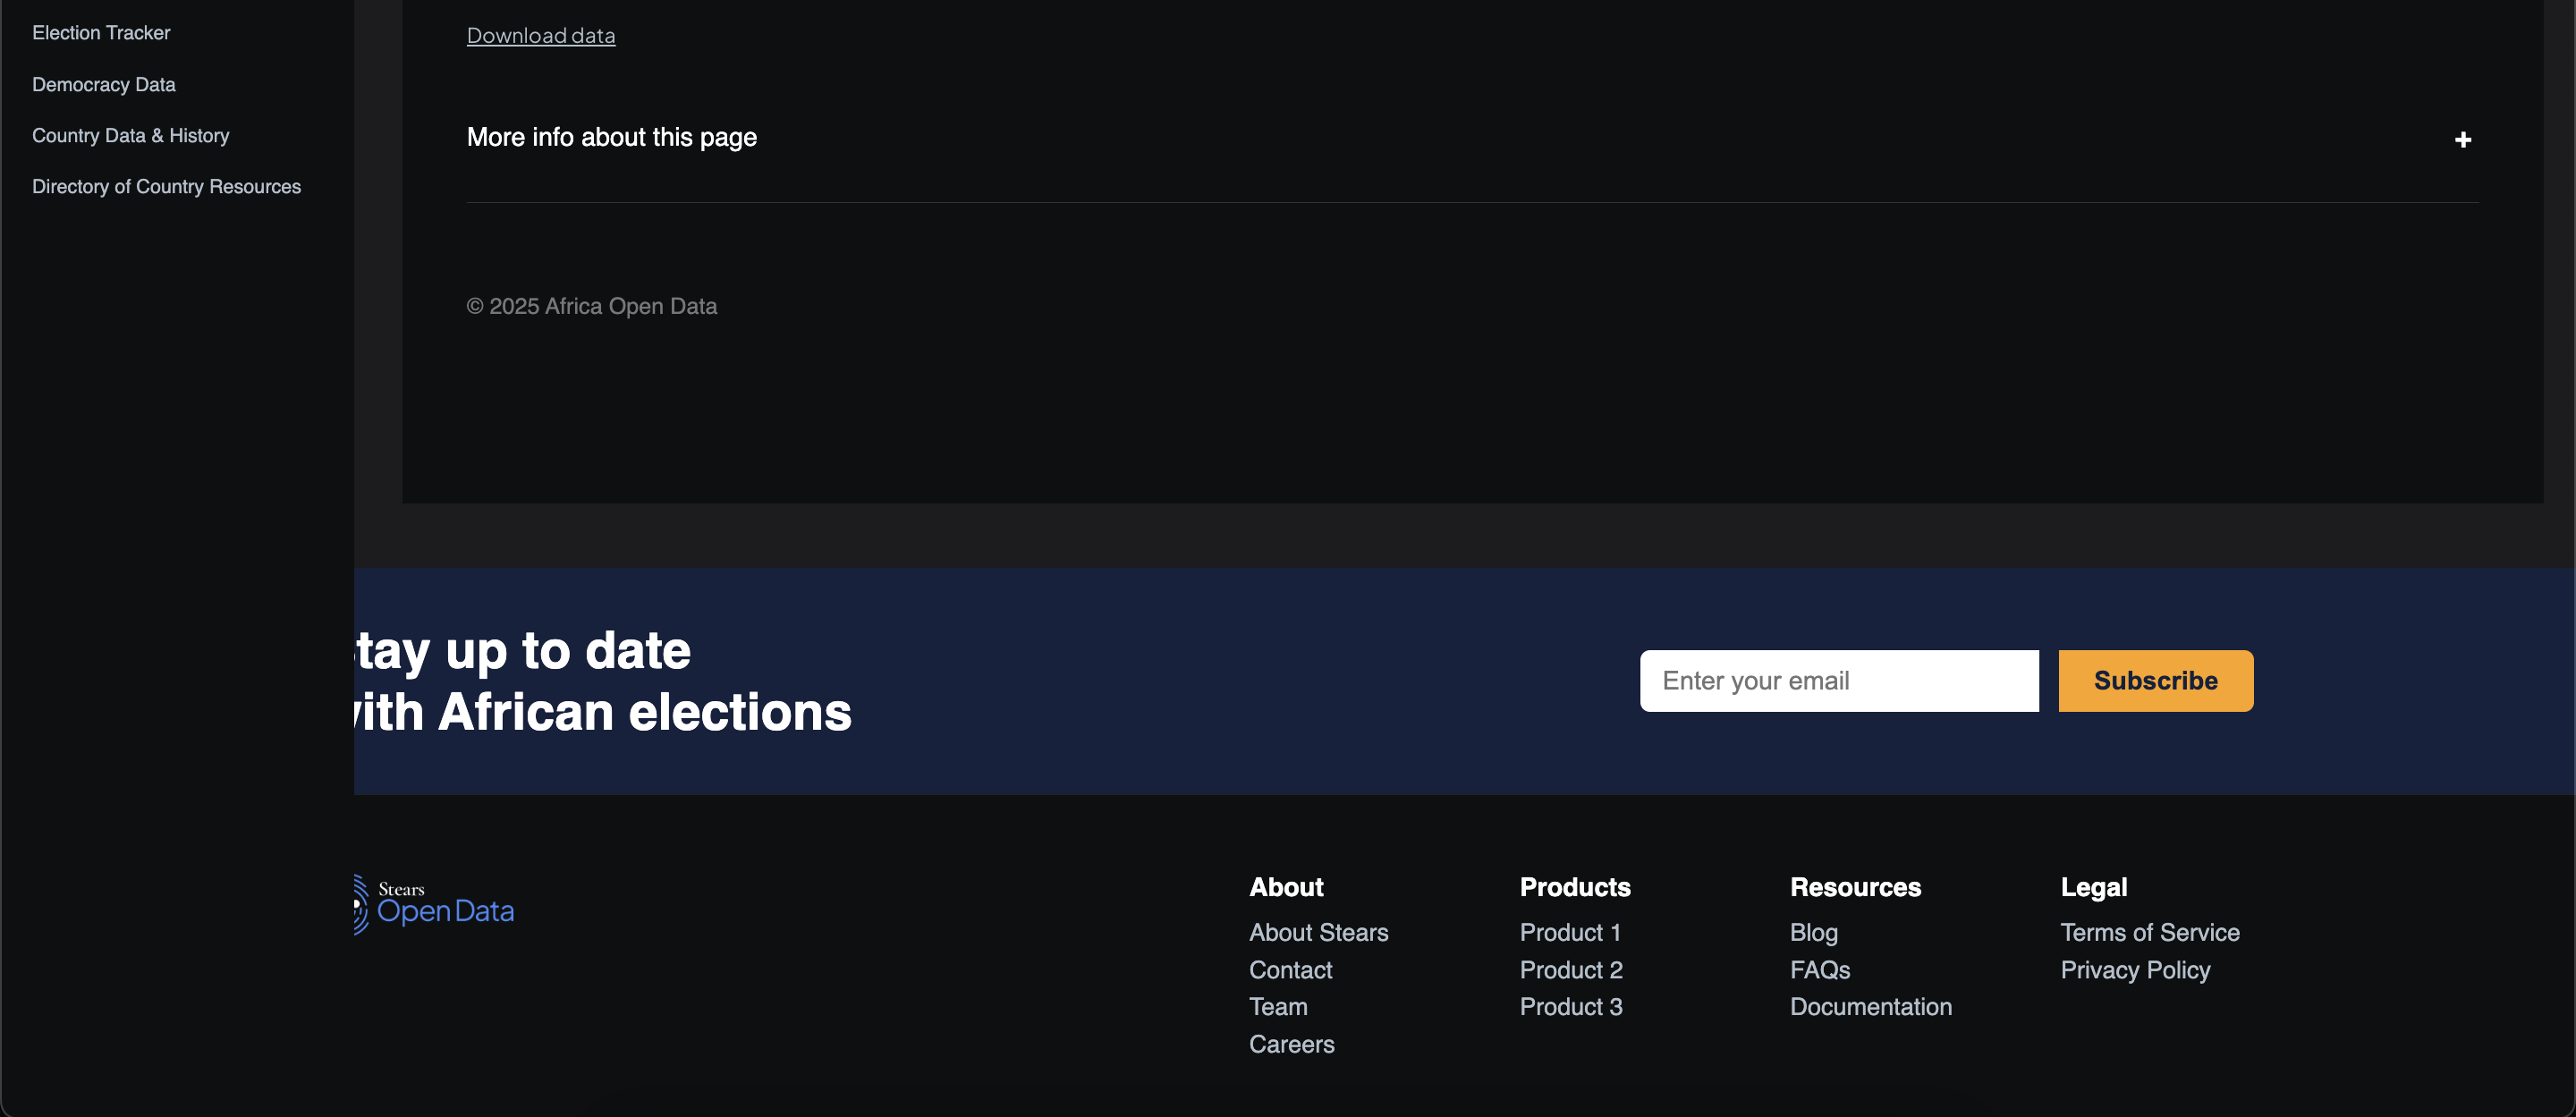 Election Tracker
Democracy Data
Country Data & History
Directory of Country Resources
Download data
More info about this page
+
© 2025 Africa Open Data
tay up to date
ith African elections
Enter your email
Subscribe
Stears
Open Data
About
About Stears
Contact
Team
Careers
Products
Product 1
Product 2
Product 3
Resources
Blog
FAQs
Documentation
Legal
Terms of Service
Privacy Policy